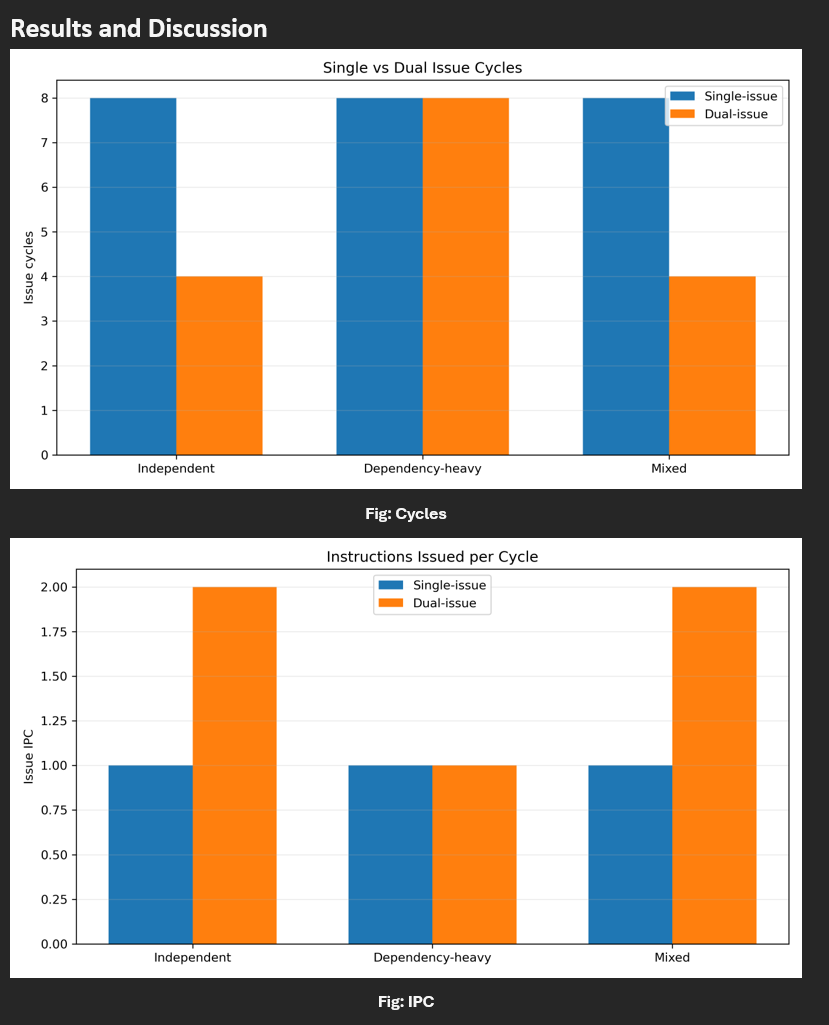 Results and Discussion
Single vs Dual Issue Cycles
Single-issue
Dual-issue
8
7
6
5
4
3
2
1
0
Issue cycles
Independent
Dependency-heavy
Mixed
Fig: Cycles
Instructions Issued per Cycle
Single-issue
Dual-issue
2.00
1.75
1.50
1.25
1.00
0.75
0.50
0.25
0.00
Issue IPC
Independent
Dependency-heavy
Mixed
Fig: IPC